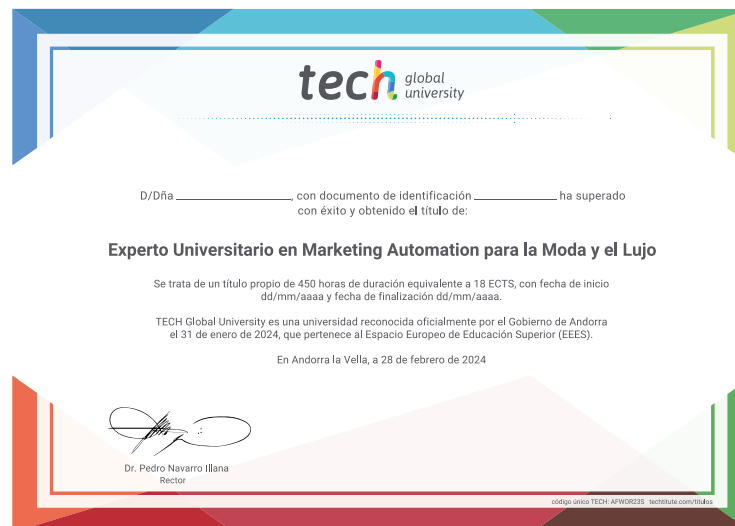 tech global university
D/Dña ____________________, con documento de identificación ______________ ha superado
con éxito y obtenido el título de:
Experto Universitario en Marketing Automation para la Moda y el Lujo
Se trata de un título propio de 450 horas de duración equivalente a 18 ECTS, con fecha de inicio
dd/mm/aaaa y fecha de finalización dd/mm/aaaa.
TECH Global University es una universidad reconocida oficialmente por el Gobierno de Andorra
el 31 de enero de 2024, que pertenece al Espacio Europeo de Educación Superior (EEES).
En Andorra la Vella, a 28 de febrero de 2024
Dr. Pedro Navarro Illana
Rector
código único TECH: AFWOR23S techtitute.com/titulos